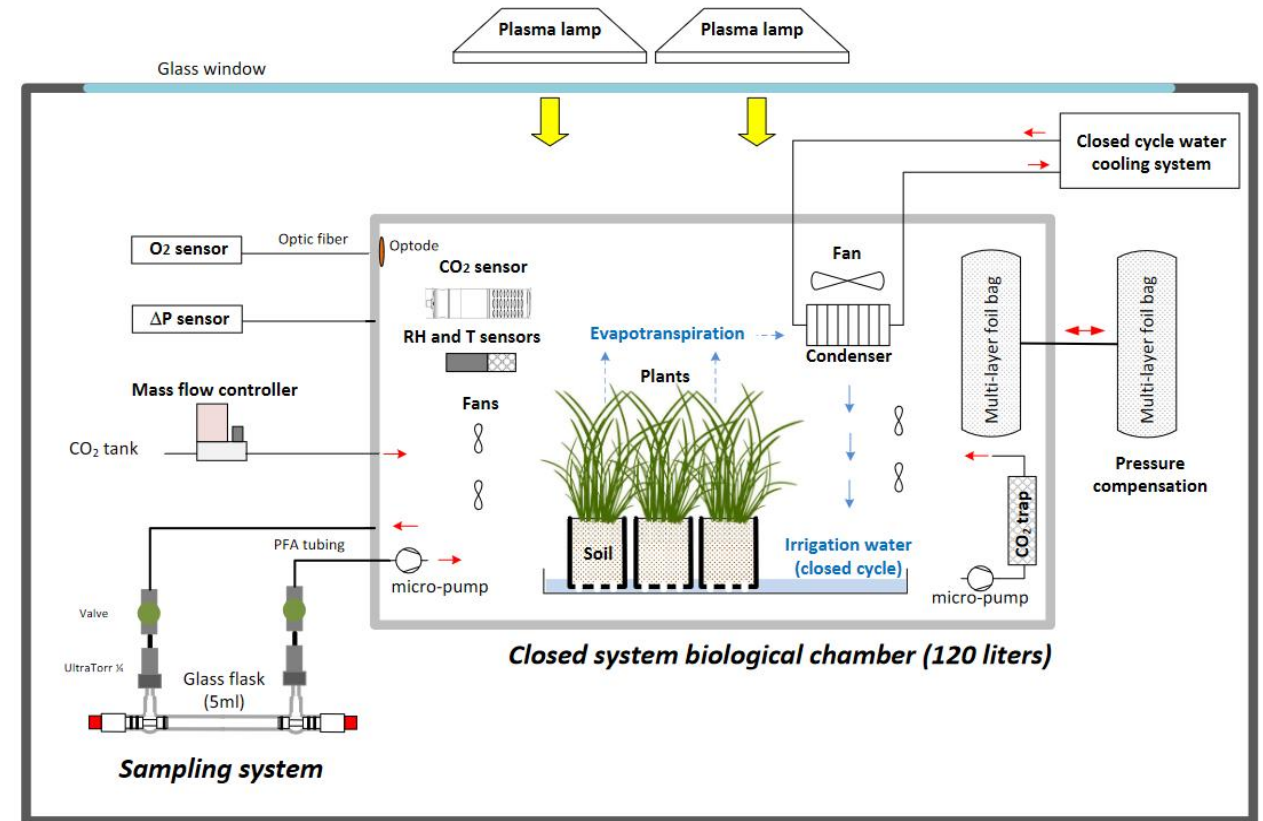 Plasma lamp
Plasma lamp
Glass window
Closed cycle water
cooling system
O2 sensor
Optic fiber
Optode
CO2 sensor
Fan
Multi-layer foil bag
Multi-layer foil bag
ΔP sensor
RH and T sensors
Evapotranspiration
Condenser
Plants
Mass flow controller
Fans
CO2 tank
Pressure
compensation
CO2 trap
PFA tubing
Soil
Irrigation water
(closed cycle)
micro-pump
micro-pump
Valve
UltraTorr ¼
Glass flask
(5ml)
Closed system biological chamber (120 liters)
Sampling system